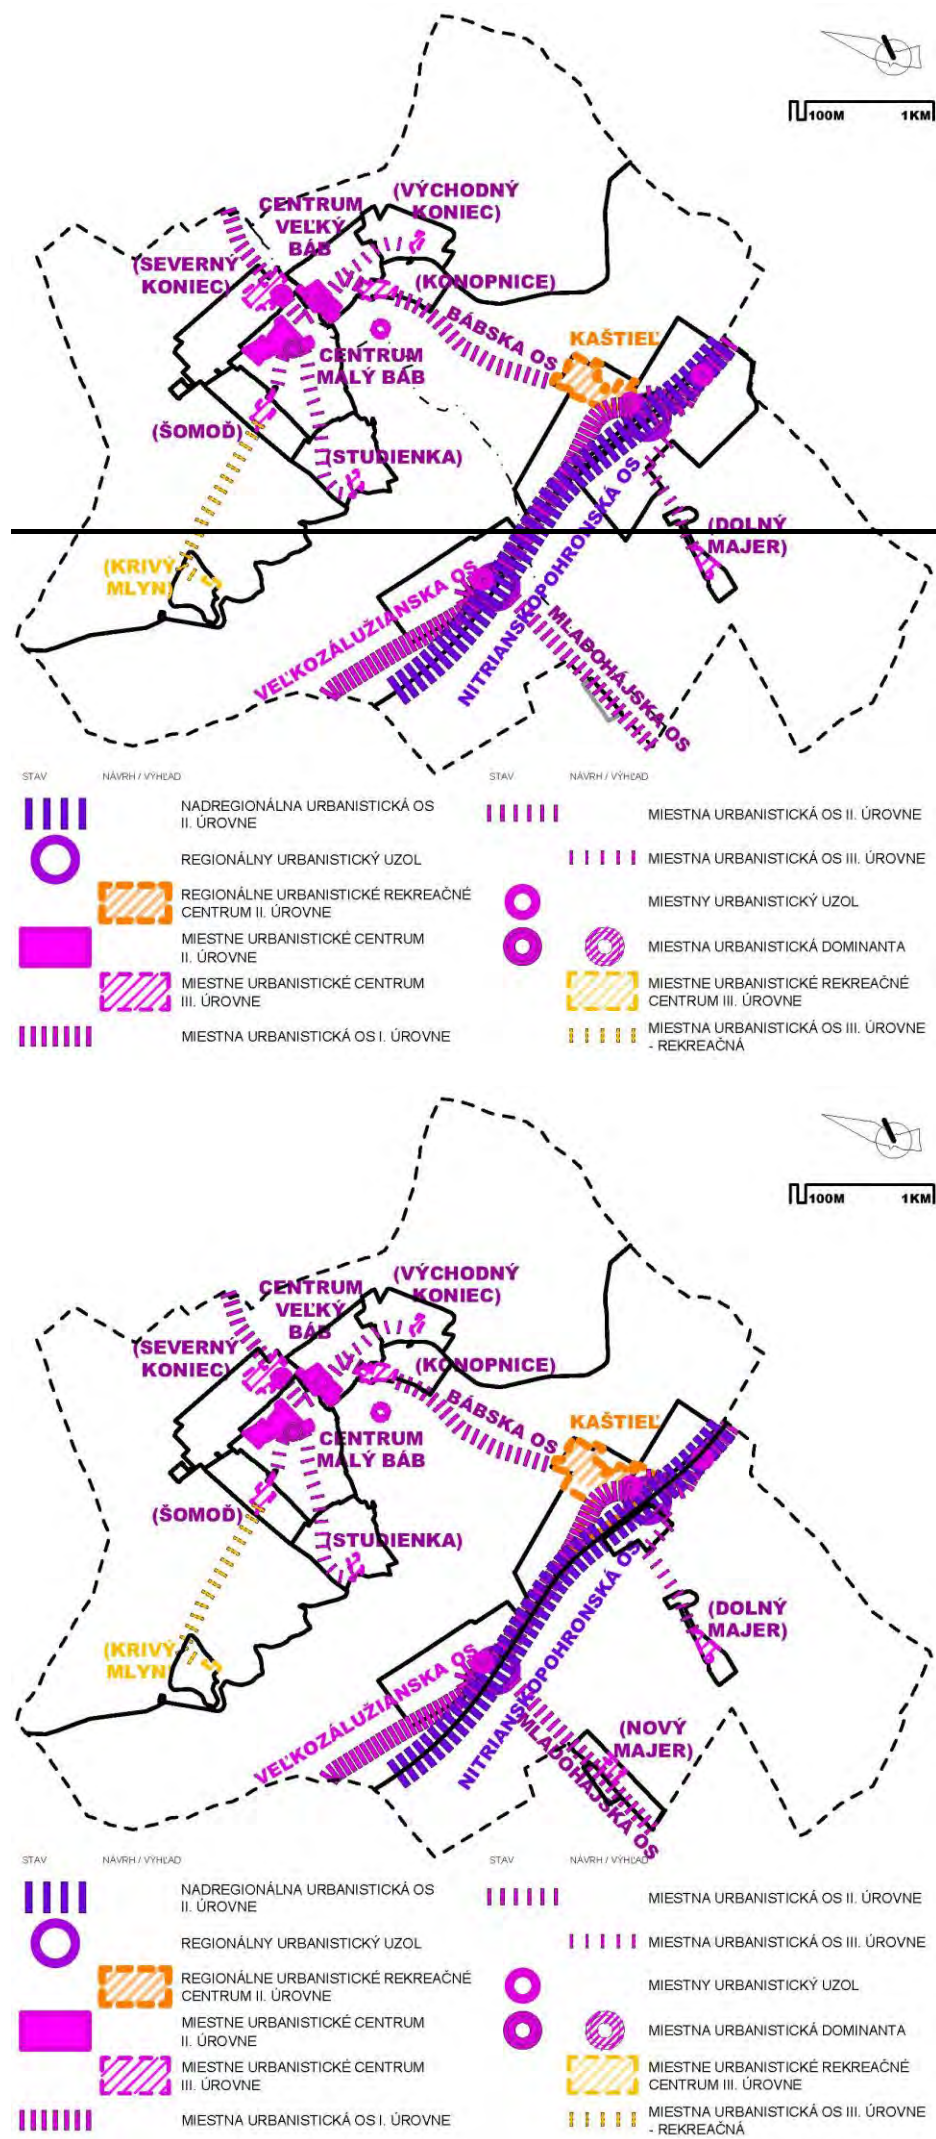 100M 1KM
(VÝCHODNÝ
KONIEC)
CENTRUM
VEĽKÝ
BÁB
(SEVERNÝ
KONIEC)
(KONOPNICE)
BÁBSKA OS
KAŠTIEĽ
CENTRUM
MALÝ BÁB
(ŠOMOĎ)
(STUDIENKA)
NITRIANSKOPOHRONSKÁ OS
(DOLNÝ
MAJER)
(KRIVÝ
MLYN)
VEĽKOZÁLUŽIANSKA OS
MLADOHÁJSKA OS
STAV NÁVRH / VÝHĽAD
NADREGIONÁLNA URBANISTICKÁ OS
II. ÚROVNE
REGIONÁLNY URBANISTICKÝ UZOL
REGIONÁLNE URBANISTICKÉ REKREAČNÉ
CENTRUM II. ÚROVNE
MIESTNE URBANISTICKÉ CENTRUM
II. ÚROVNE
MIESTNE URBANISTICKÉ CENTRUM
III. ÚROVNE
MIESTNA URBANISTICKÁ OS I. ÚROVNE
STAV NÁVRH / VÝHĽAD
MIESTNA URBANISTICKÁ OS II. ÚROVNE
MIESTNA URBANISTICKÁ OS III. ÚROVNE
MIESTNY URBANISTICKÝ UZOL
MIESTNA URBANISTICKÁ DOMINANTA
MIESTNE URBANISTICKÉ REKREAČNÉ
CENTRUM III. ÚROVNE
MIESTNA URBANISTICKÁ OS III. ÚROVNE
- REKREAČNÁ
100M 1KM
(VÝCHODNÝ
KONIEC)
CENTRUM
VEĽKÝ
BÁB
(SEVERNÝ
KONIEC)
(KONOPNICE)
BÁBSKA OS
KAŠTIEĽ
CENTRUM
MALÝ BÁB
(ŠOMOĎ)
(STUDIENKA)
NITRIANSKOPOHRONSKÁ OS
(DOLNÝ
MAJER)
(KRIVÝ
MLYN)
VEĽKOZÁLUŽIANSKA OS
(NOVÝ
MAJER)
MLADOHÁJSKA OS
STAV NÁVRH / VÝHĽAD
NADREGIONÁLNA URBANISTICKÁ OS
II. ÚROVNE
REGIONÁLNY URBANISTICKÝ UZOL
REGIONÁLNE URBANISTICKÉ REKREAČNÉ
CENTRUM II. ÚROVNE
MIESTNE URBANISTICKÉ CENTRUM
II. ÚROVNE
MIESTNE URBANISTICKÉ CENTRUM
III. ÚROVNE
MIESTNA URBANISTICKÁ OS I. ÚROVNE
STAV NÁVRH / VÝHĽAD
MIESTNA URBANISTICKÁ OS II. ÚROVNE
MIESTNA URBANISTICKÁ OS III. ÚROVNE
MIESTNY URBANISTICKÝ UZOL
MIESTNA URBANISTICKÁ DOMINANTA
MIESTNE URBANISTICKÉ REKREAČNÉ
CENTRUM III. ÚROVNE
MIESTNA URBANISTICKÁ OS III. ÚROVNE
- REKREAČNÁ